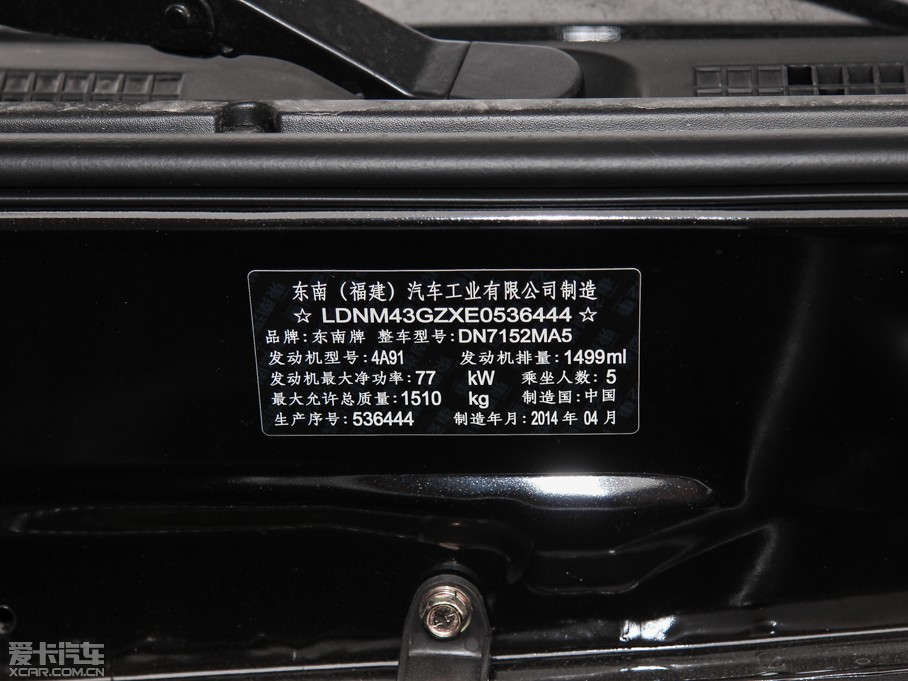 东南（福建）汽车工业有限公司制造
☆ LDNM43GZXE0536444 ☆
品牌:东南牌 整车型号:DN7152MA5
发动机型号:4A91 发动机排量:1499ml
发动机最大净功率:77 kW 乘坐人数:5
最大允许总质量:1510 kg 制造国:中国
生产序号:536444 制造年月:2014 年 04 月
爱卡汽车
XCAR.COM.CN